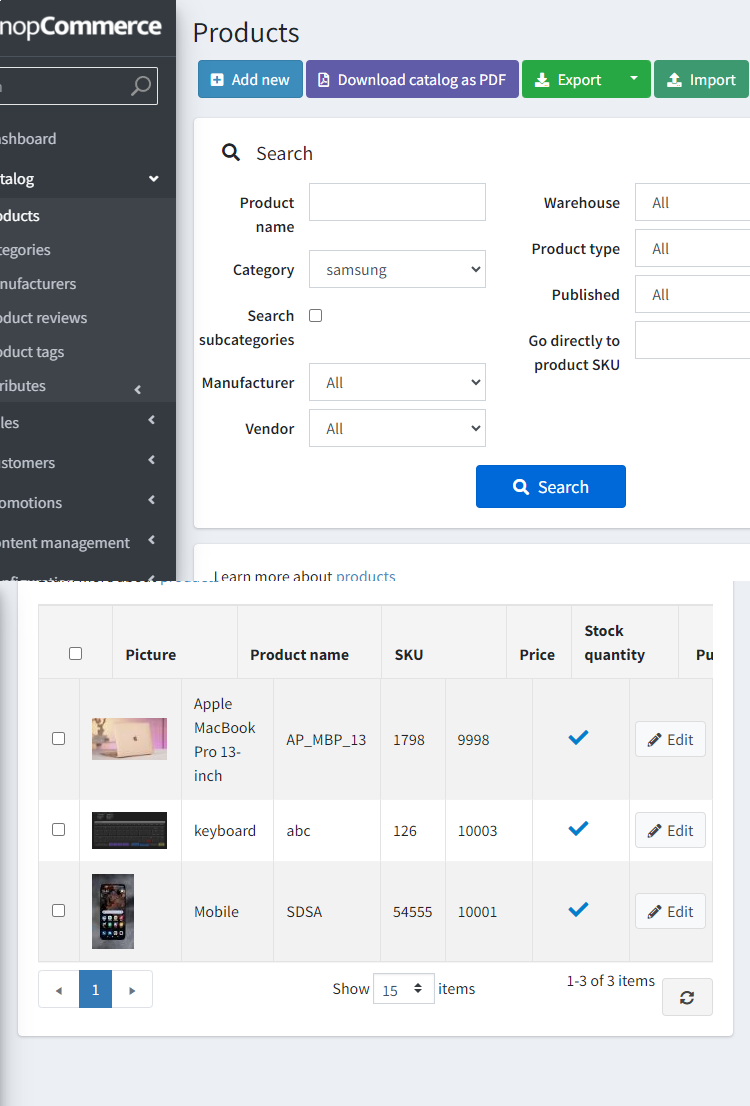 nopCommerce
Products
Add new
Download catalog as PDF
Export
Import
Search
shboard
talog
oducts
tegories
nufacturers
oduct reviews
oduct tags
ributes
les
stomers
omotions
ntent management
Product name
Category
samsung
Search subcategories
Manufacturer
All
Vendor
All
Warehouse
All
Product type
All
Published
All
Go directly to product SKU
Search
Learn more about products
Picture
Product name
SKU
Price
Stock quantity
Pu
Apple MacBook Pro 13-inch
AP_MBP_13
1798
9998
Edit
keyboard
abc
126
10003
Edit
Mobile
SDSA
54555
10001
Edit
1
Show 15 items
1-3 of 3 items